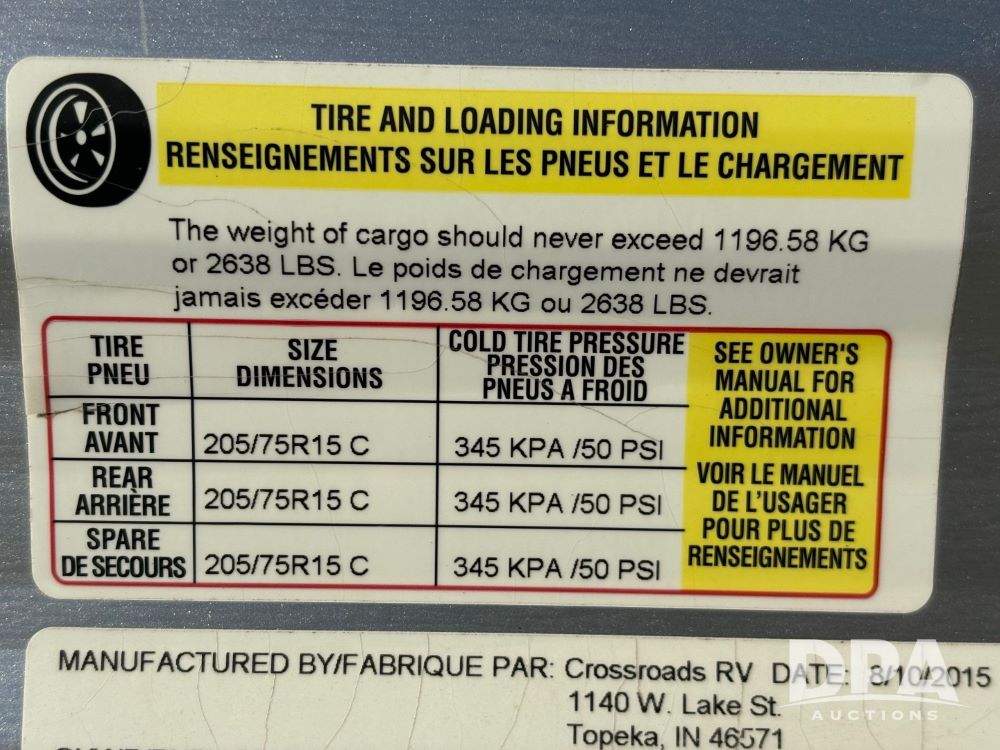 TIRE AND LOADING INFORMATION
RENSEIGNEMENTS SUR LES PNEUS ET LE CHARGEMENT
The weight of cargo should never exceed 1196.58 KG
or 2638 LBS. Le poids de chargement ne devrait
jamais excéder 1196.58 KG ou 2638 LBS.
TIRE
PNEU
SIZE
DIMENSIONS
COLD TIRE PRESSURE
PRESSION DES
PNEUS A FROID
FRONT
AVANT
205/75R15 C
345 KPA /50 PSI
REAR
ARRIÈRE
205/75R15 C
345 KPA /50 PSI
SPARE
DE SECOURS
205/75R15 C
345 KPA /50 PSI
SEE OWNER'S
MANUAL FOR
ADDITIONAL
INFORMATION
VOIR LE MANUEL
DE L'USAGER
POUR PLUS DE
RENSEIGNEMENTS
MANUFACTURED BY/FABRIQUE PAR: Crossroads RV DATE: 8/10/2015
1140 W. Lake St.
Topeka, IN 46571
DPA
AUCTIONS